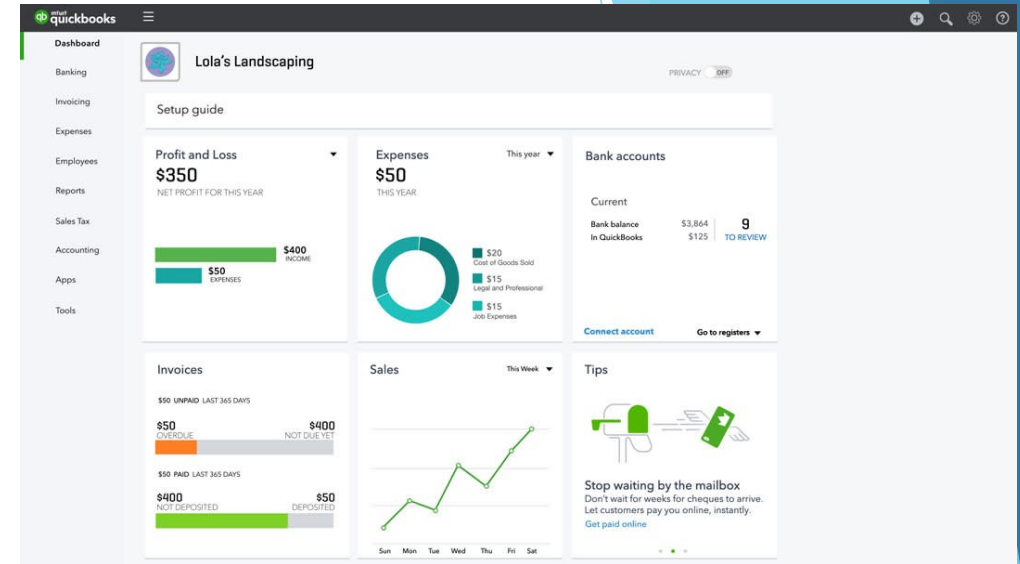 intuit
quickbooks
Dashboard
Banking
Invoicing
Expenses
Employees
Reports
Sales Tax
Accounting
Apps
Tools
Lola's Landscaping
PRIVACY OFF
Setup guide
Profit and Loss
$350
NET PROFIT FOR THIS YEAR
$400
INCOME
$50
EXPENSES
Expenses This year
$50
THIS YEAR
$20
Cost of Goods Sold
$15
Legal and Professional
$15
Job Expenses
Bank accounts
Current
Bank balance $3,864
In QuickBooks $125
9
TO REVIEW
Connect account Go to registers
Invoices
$50 UNPAID LAST 365 DAYS
$50 $400
OVERDUE NOT DUE YET
$50 PAID LAST 365 DAYS
$400 $50
NOT DEPOSITED DEPOSITED
Sales This Week
Sun Mon Tue Wed Thu Fri Sat
Tips
Stop waiting by the mailbox
Don't wait for weeks for cheques to arrive.
Let customers pay you online, instantly.
Get paid online